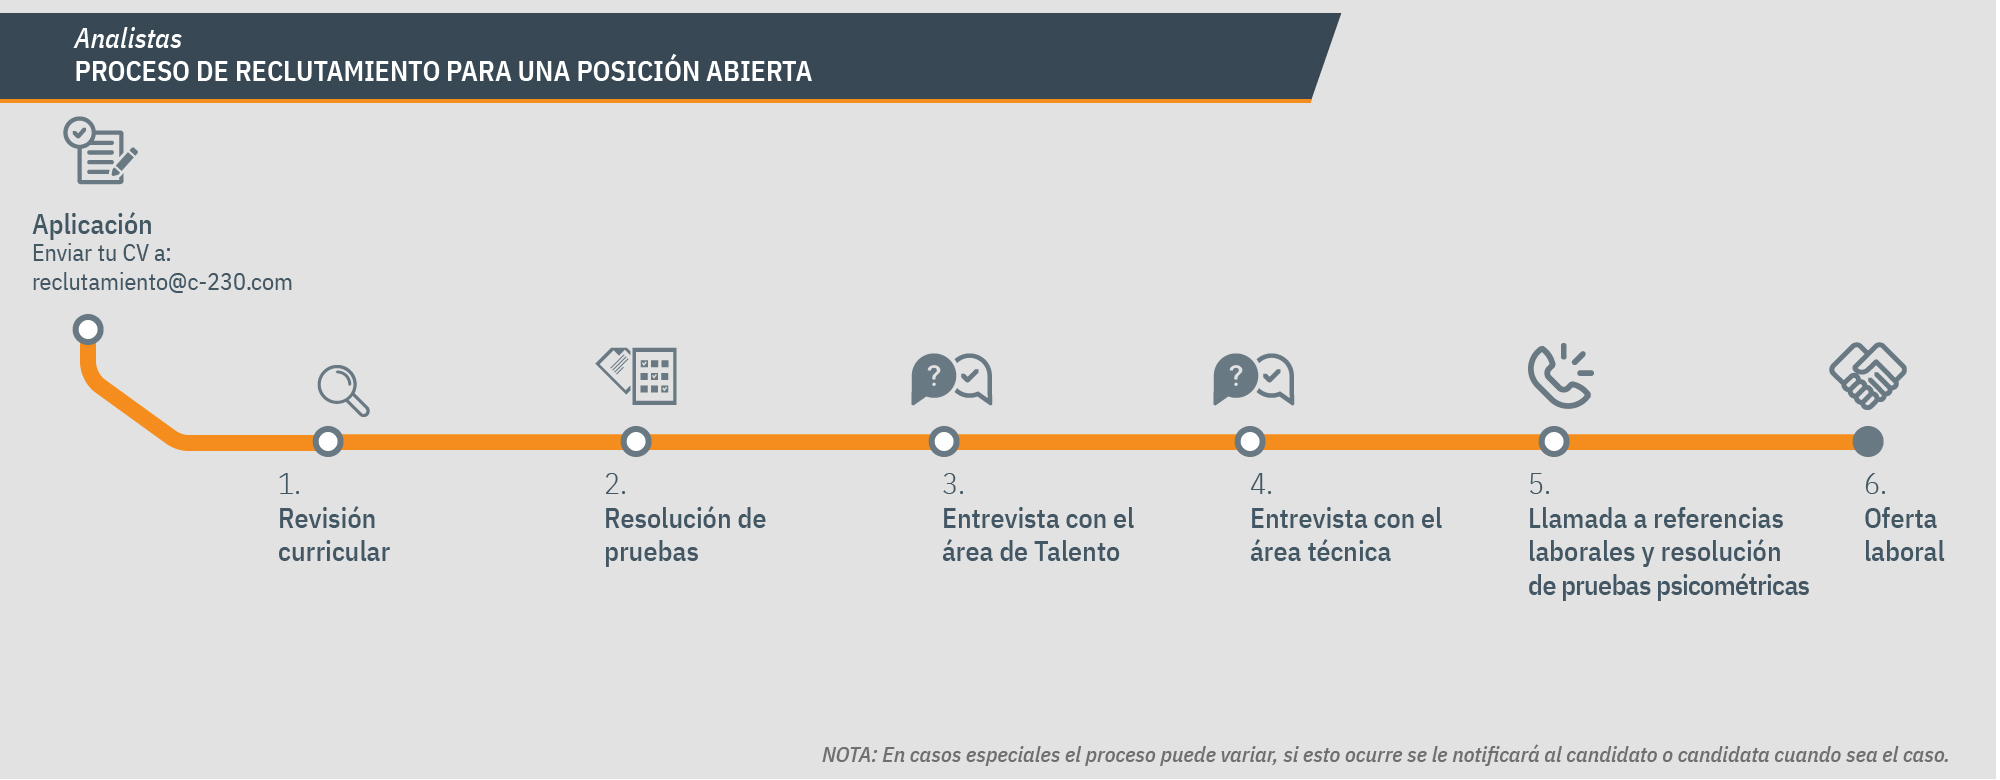 Analistas
PROCESO DE RECLUTAMIENTO PARA UNA POSICIÓN ABIERTA
Aplicación
Enviar tu CV a:
reclutamiento@c-230.com
?
?
1.
Revisión
curricular
2.
Resolución de
pruebas
3.
Entrevista con el
área de Talento
4.
Entrevista con el
área técnica
5.
Llamada a referencias
laborales y resolución
de pruebas psicométricas
6.
Oferta
laboral
NOTA: En casos especiales el proceso puede variar, si esto ocurre se le notificará al candidato o candidata cuando sea el caso.